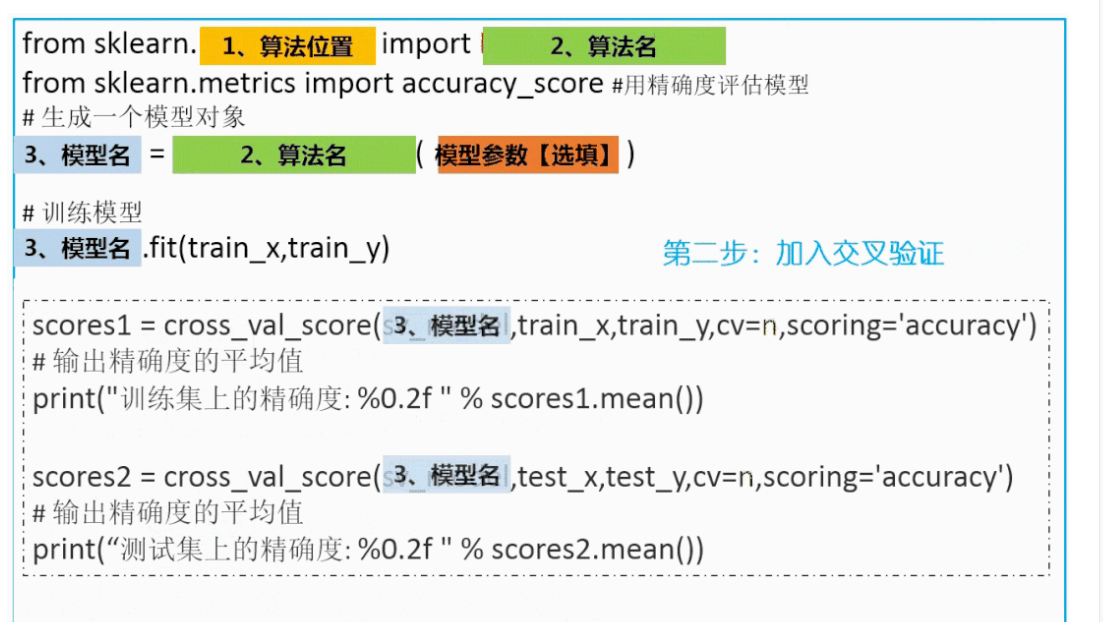 from sklearn. 1、算法位置 import 2、算法名
from sklearn.metrics import accuracy_score #用精确度评估模型
# 生成一个模型对象
3、模型名 = 2、算法名 ( 模型参数【选填】 )
# 训练模型
3、模型名 .fit(train_x,train_y)
第二步：加入交叉验证
scores1 = cross_val_score( 3、模型名 ,train_x,train_y,cv=n,scoring='accuracy')
# 输出精确度的平均值
print("训练集上的精确度: %0.2f " % scores1.mean())
scores2 = cross_val_score( 3、模型名 ,test_x,test_y,cv=n,scoring='accuracy')
# 输出精确度的平均值
print(“测试集上的精确度: %0.2f " % scores2.mean())